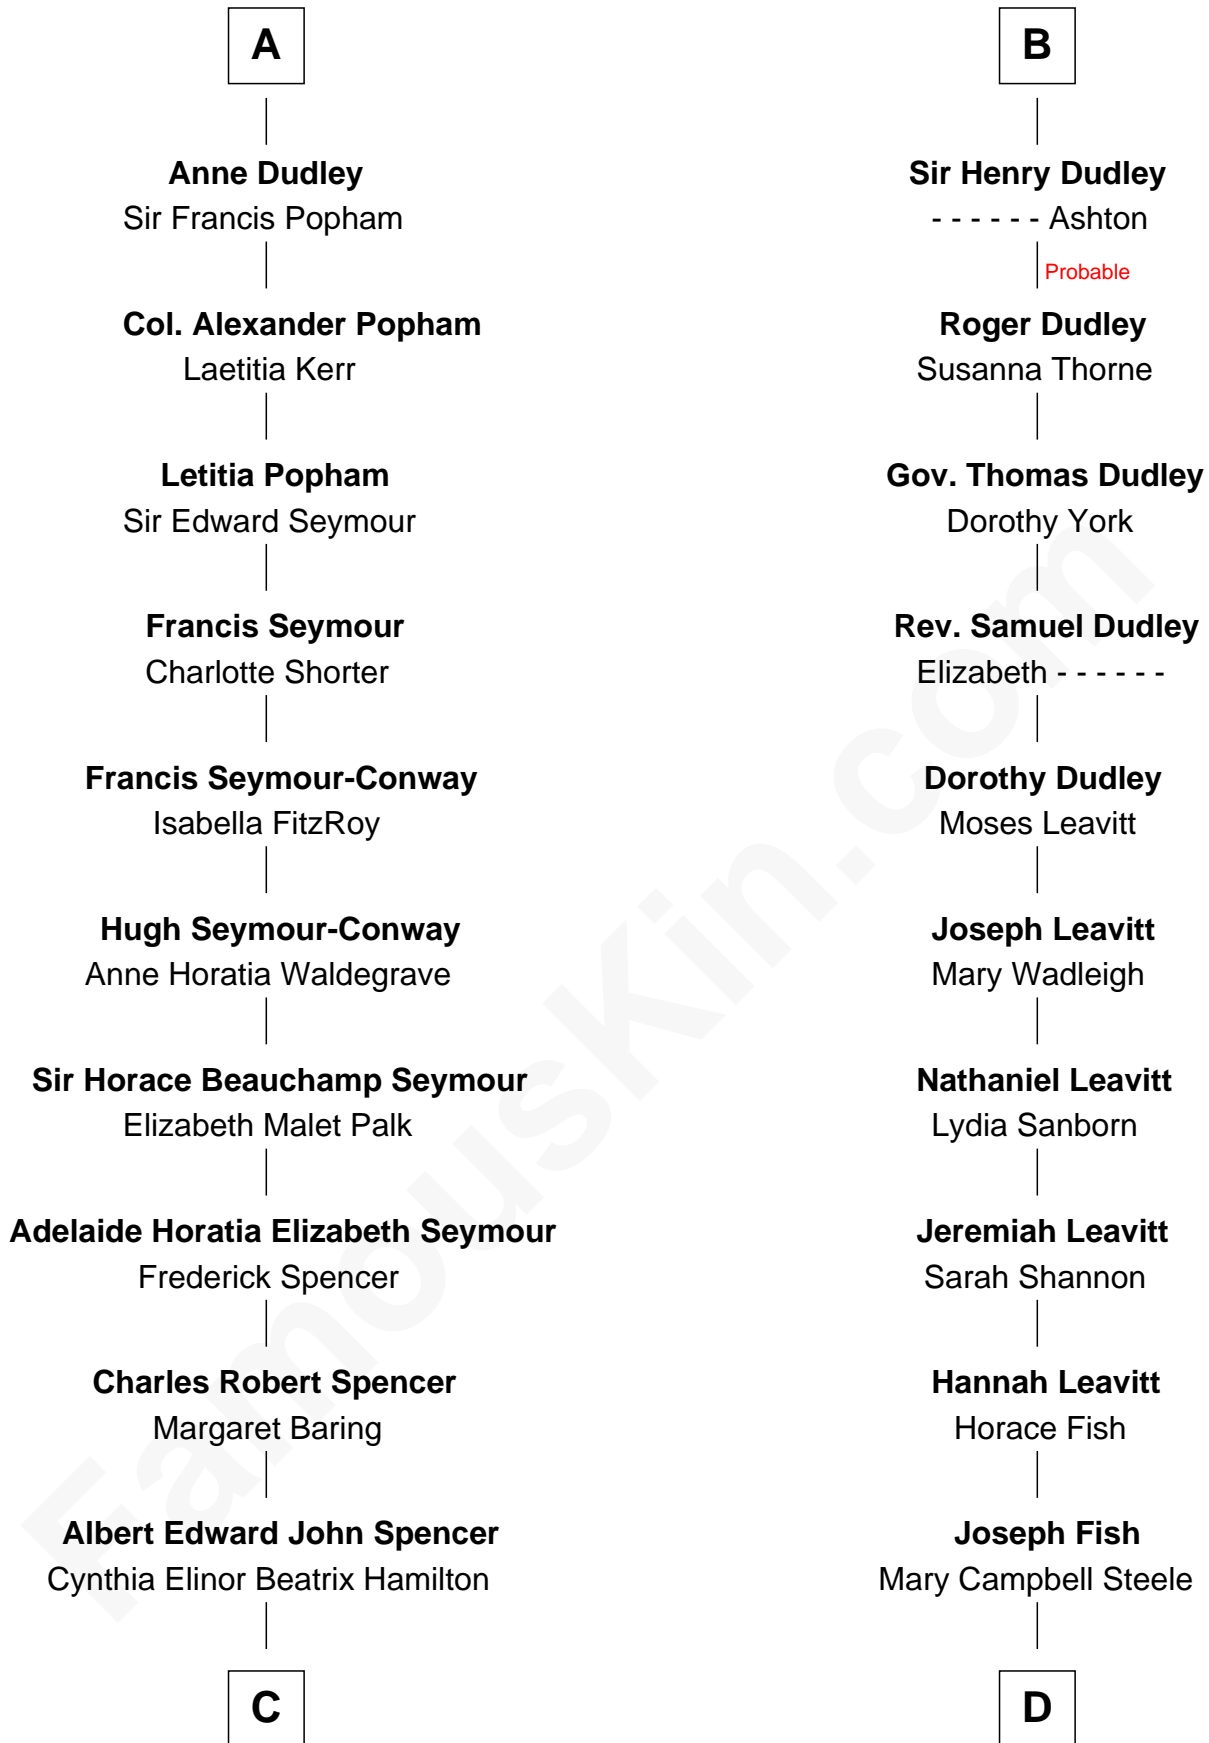 A
Anne Dudley
Sir Francis Popham
Col. Alexander Popham
Laetitia Kerr
Letitia Popham
Sir Edward Seymour
Francis Seymour
Charlotte Shorter
Francis Seymour-Conway
Isabella FitzRoy
Hugh Seymour-Conway
Anne Horatia Waldegrave
Sir Horace Beauchamp Seymour
Elizabeth Malet Palk
Adelaide Horatia Elizabeth Seymour
Frederick Spencer
Charles Robert Spencer
Margaret Baring
Albert Edward John Spencer
Cynthia Elinor Beatrix Hamilton
C
B
Sir Henry Dudley
- - - - - - Ashton
Probable
Roger Dudley
Susanna Thorne
Gov. Thomas Dudley
Dorothy York
Rev. Samuel Dudley
Elizabeth - - - - - -
Dorothy Dudley
Moses Leavitt
Joseph Leavitt
Mary Wadleigh
Nathaniel Leavitt
Lydia Sanborn
Jeremiah Leavitt
Sarah Shannon
Hannah Leavitt
Horace Fish
Joseph Fish
Mary Campbell Steele
D
FamousKin.com